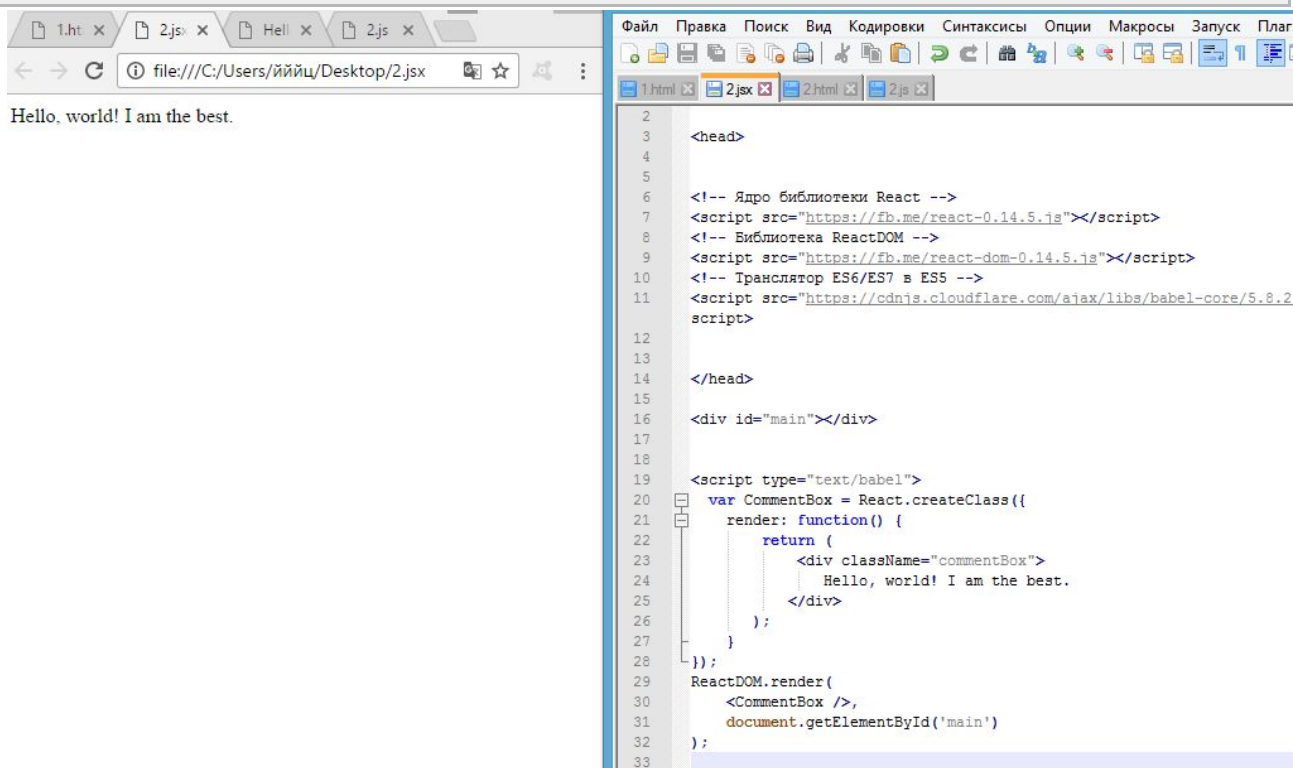 1.ht 2.js Hell 2.js
file:///C:/Users/йййц/Desktop/2.jsx
Hello, world! I am the best.
Файл Правка Поиск Вид Кодировки Синтаксисы Опции Макросы Запуск Плаг
1.html 2.jsx 2.html 2.js
2
3 <head>
4
5
6 <!-- Ядро библиотеки React -->
7 <script src="https://fb.me/react-0.14.5.js"></script>
8 <!-- Библиотека ReactDOM -->
9 <script src="https://fb.me/react-dom-0.14.5.js"></script>
10 <!-- Транслятор ES6/ES7 в ES5 -->
11 <script src="https://cdnjs.cloudflare.com/ajax/libs/babel-core/5.8.2
script>
12
13
14 </head>
15
16 <div id="main"></div>
17
18
19 <script type="text/babel">
20 var CommentBox = React.createClass({
21 render: function() {
22 return (
23 <div className="commentBox">
24 Hello, world! I am the best.
25 </div>
26 );
27 }
28 });
29 ReactDOM.render(
30 <CommentBox />,
31 document.getElementById('main')
32 );
33